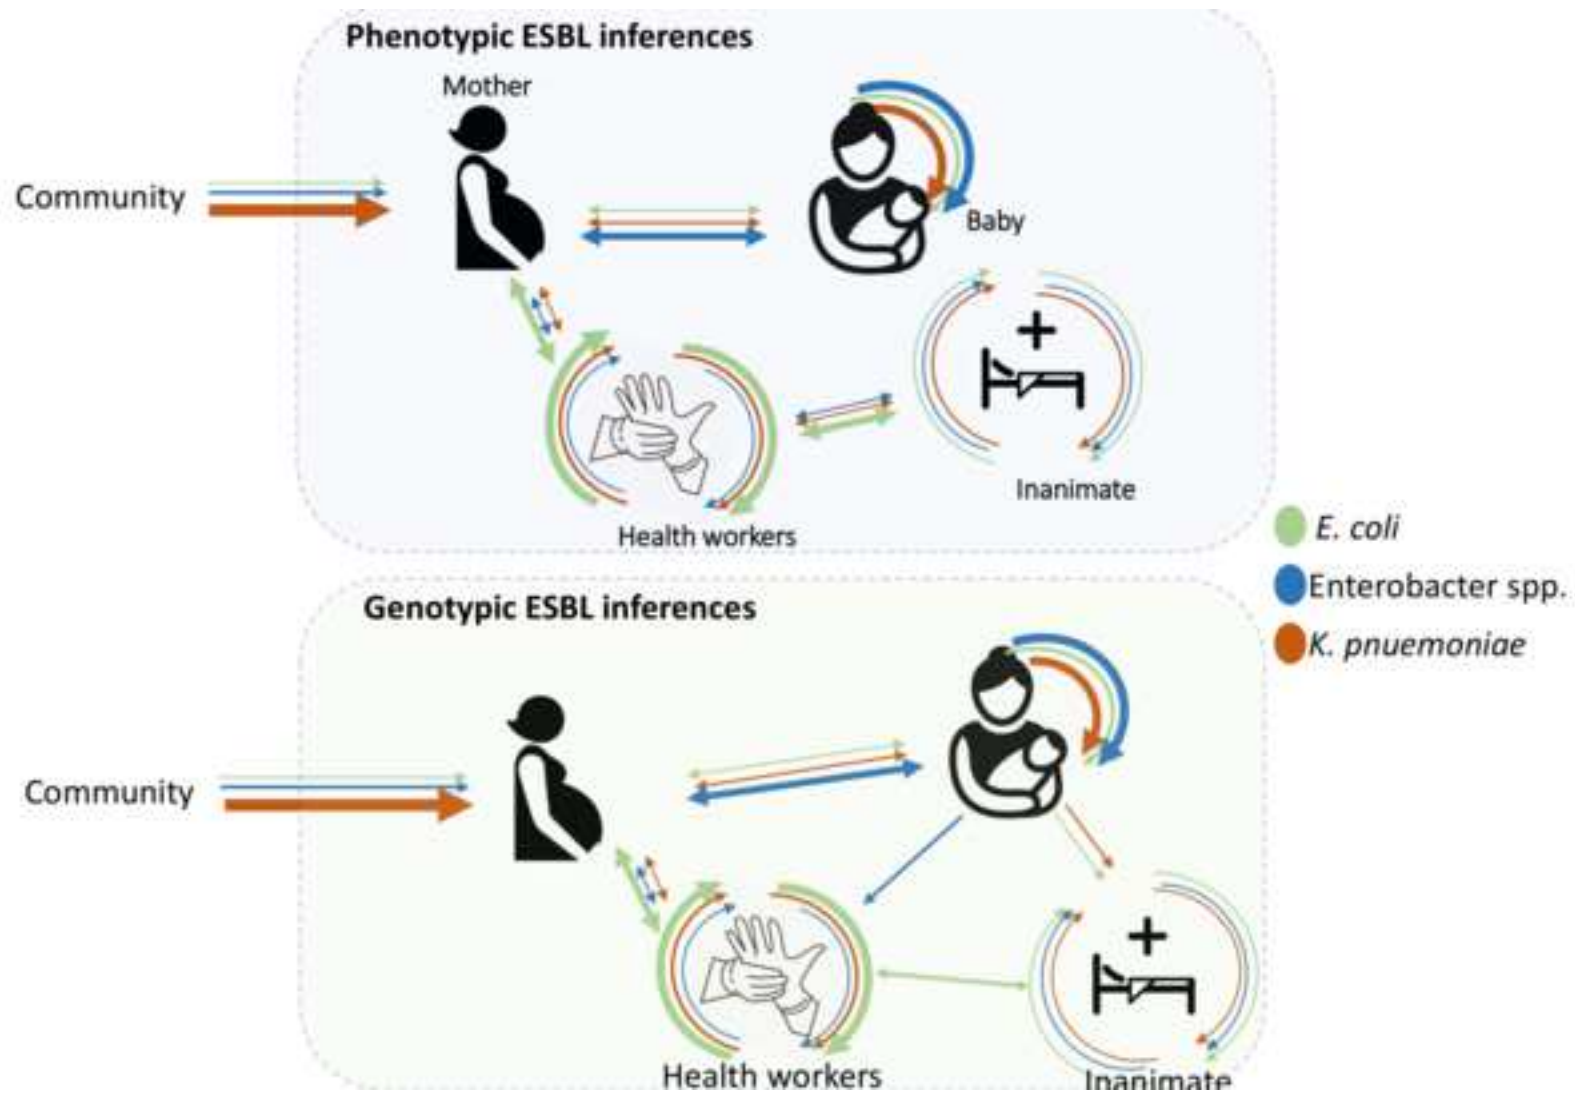 Phenotypic ESBL inferences
Mother
Community
Baby
Inanimate
Health workers
E. coli
Enterobacter spp.
K. pnuemoniae
Genotypic ESBL inferences
Community
Health workers
Inanimate